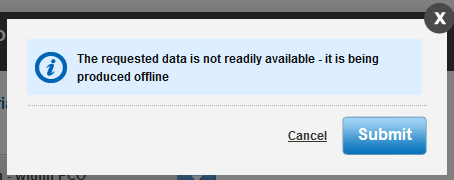 X
The requested data is not readily available - it is being
produced offline
Cancel
Submit